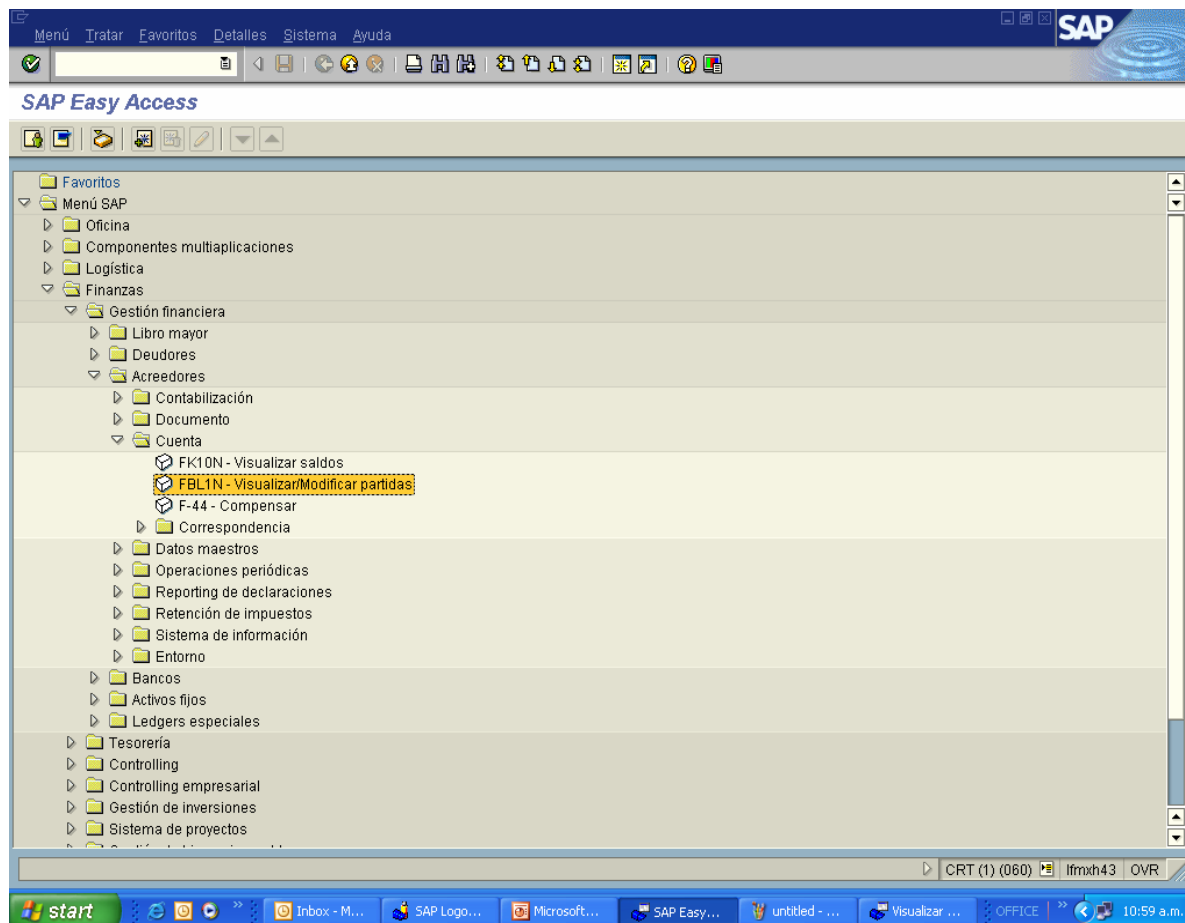 Menú Tratar Favoritos Detalles Sistema Ayuda
SAP
SAP Easy Access
Favoritos
Menú SAP
Oficina
Componentes multiaplicaciones
Logística
Finanzas
Gestión financiera
Libro mayor
Deudores
Acreedores
Contabilización
Documento
Cuenta
FK10N - Visualizar saldos
FBL1N - Visualizar/Modificar partidas
F-44 - Compensar
Correspondencia
Datos maestros
Operaciones periódicas
Reporting de declaraciones
Retención de impuestos
Sistema de información
Entorno
Bancos
Activos fijos
Ledgers especiales
Tesorería
Controlling
Controlling empresarial
Gestión de inversiones
Sistema de proyectos
CRT (1) (060) lfmxh43 OVR
start Inbox - M... SAP Logo... Microsoft... SAP Easy... untitled - ... Visualizar ... OFFICE 10:59 a.m.